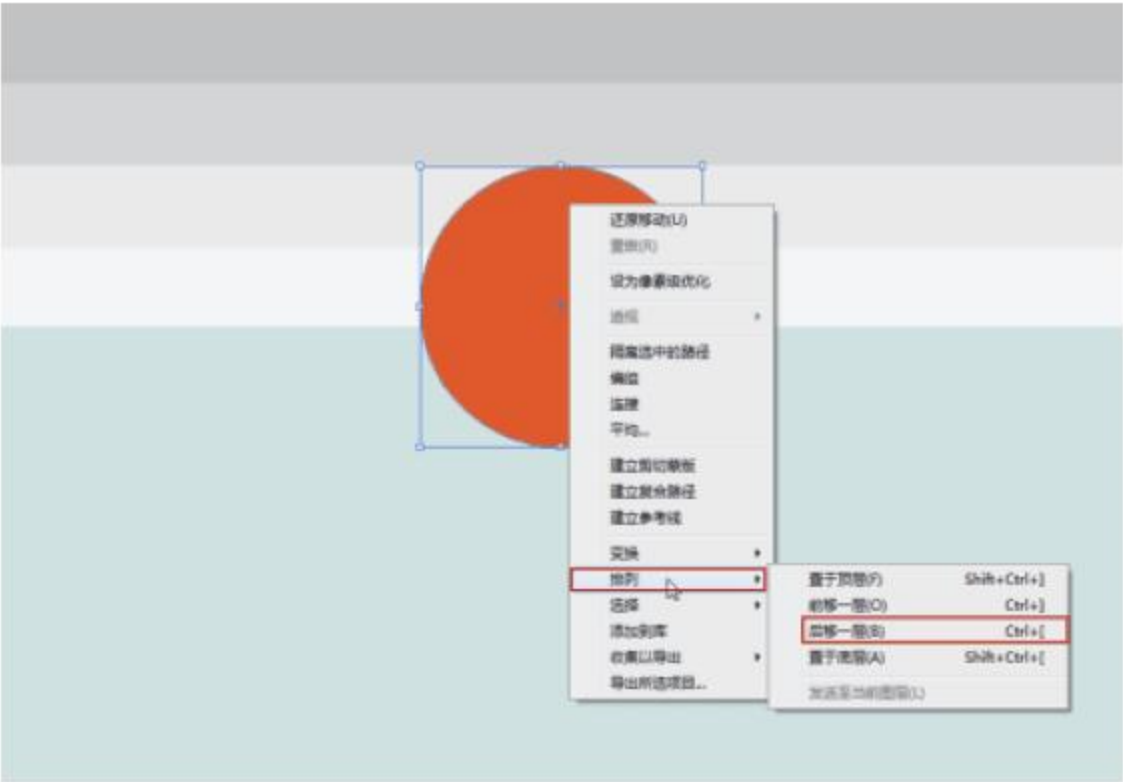 还原移动(U)
重做(R)
设为像素级优化
透视
隔离选中的路径
编组
连接
平均...
建立剪切蒙版
建立复合路径
建立参考线
变换
排列
选择
添加到库
收集以导出
导出所选项目...
置于顶层(F) Shift+Ctrl+]
前移一层(O) Ctrl+]
后移一层(B) Ctrl+[
置于底层(A) Shift+Ctrl+[
发送至当前图层(L)